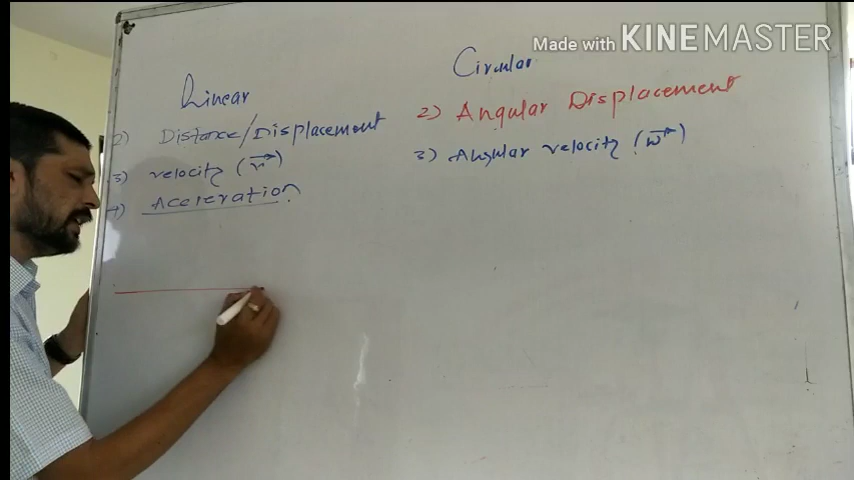 Made with KINEMASTER
Linear
Circular
2) Distance/Displacement
2) Angular Displacement
3) velocity (v⃗)
3) Angular velocity (ω⃗)
4) Acceleration